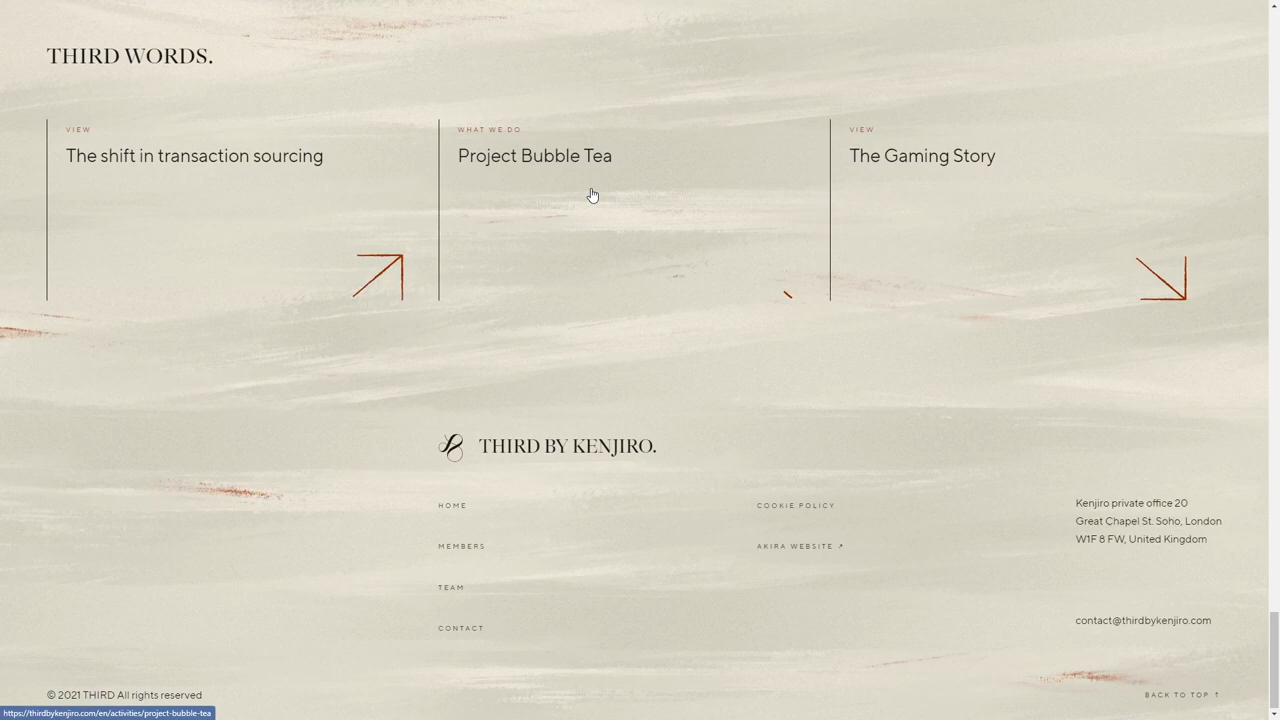 THIRD WORDS.
VIEW
The shift in transaction sourcing
WHAT WE DO
Project Bubble Tea
VIEW
The Gaming Story
THIRD BY KENJIRO.
HOME
MEMBERS
TEAM
CONTACT
COOKIE POLICY
AKIRA WEBSITE ↗
Kenjiro private office 20
Great Chapel St. Soho, London
W1F 8 FW, United Kingdom
contact@thirdbykenjiro.com
© 2021 THIRD All rights reserved
BACK TO TOP ↑
https://thirdbykenjiro.com/en/activities/project-bubble-tea